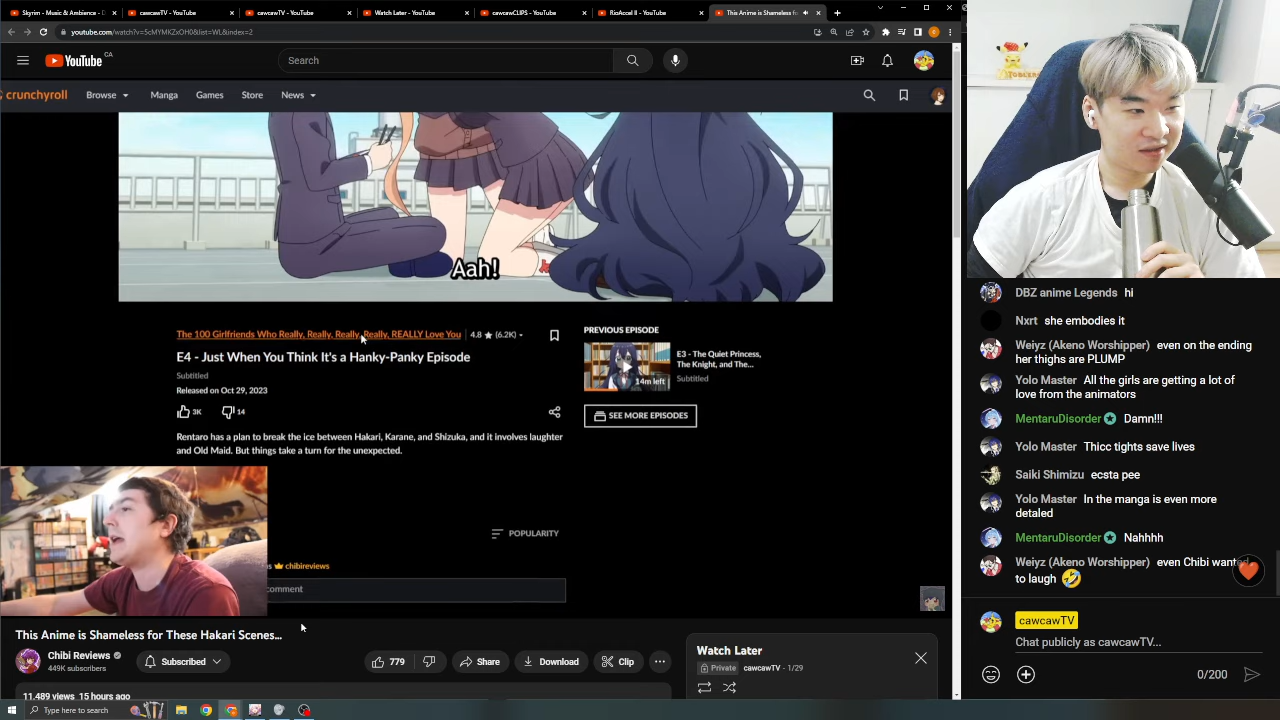 Skyrim - Music & Ambience - D
cawcawTV - YouTube
cawcawTV - YouTube
Watch Later - YouTube
cawcawCLIPS - YouTube
RioAccel II - YouTube
This Anime is Shameless f
youtube.com/watch?v=5cMYMKZxOH0&list=WL&index=2
YouTube CA
Search
crunchyroll
Browse
Manga
Games
Store
News
Aah!
The 100 Girlfriends Who Really, Really, Really, Really, REALLY Love You
4.8 ★ (6.2K)
E4 - Just When You Think It's a Hanky-Panky Episode
Subtitled
Released on Oct 29, 2023
3K
14
Rentaro has a plan to break the ice between Hakari, Karane, and Shizuka, and it involves laughter
and Old Maid. But things take a turn for the unexpected.
PREVIOUS EPISODE
E3 - The Quiet Princess,
The Knight, and The...
14m left
Subtitled
SEE MORE EPISODES
POPULARITY
as chibireviews
comment
This Anime is Shameless for These Hakari Scenes...
Chibi Reviews
449K subscribers
Subscribed
779
Share
Download
Clip
11,489 views 15 hours ago
Watch Later
Private
cawcawTV - 1/29
Type here to search
DBZ anime Legends hi
Nxrt she embodies it
Weiyz (Akeno Worshipper) even on the ending
her thighs are PLUMP
Yolo Master All the girls are getting a lot of
love from the animators
MentaruDisorder Damn!!!
Yolo Master Thicc tights save lives
Saiki Shimizu ecsta pee
Yolo Master In the manga is even more
detaled
MentaruDisorder Nahhhh
Weiyz (Akeno Worshipper) even Chibi wante
to laugh 🤣
cawcawTV
Chat publicly as cawcawTV...
0/200